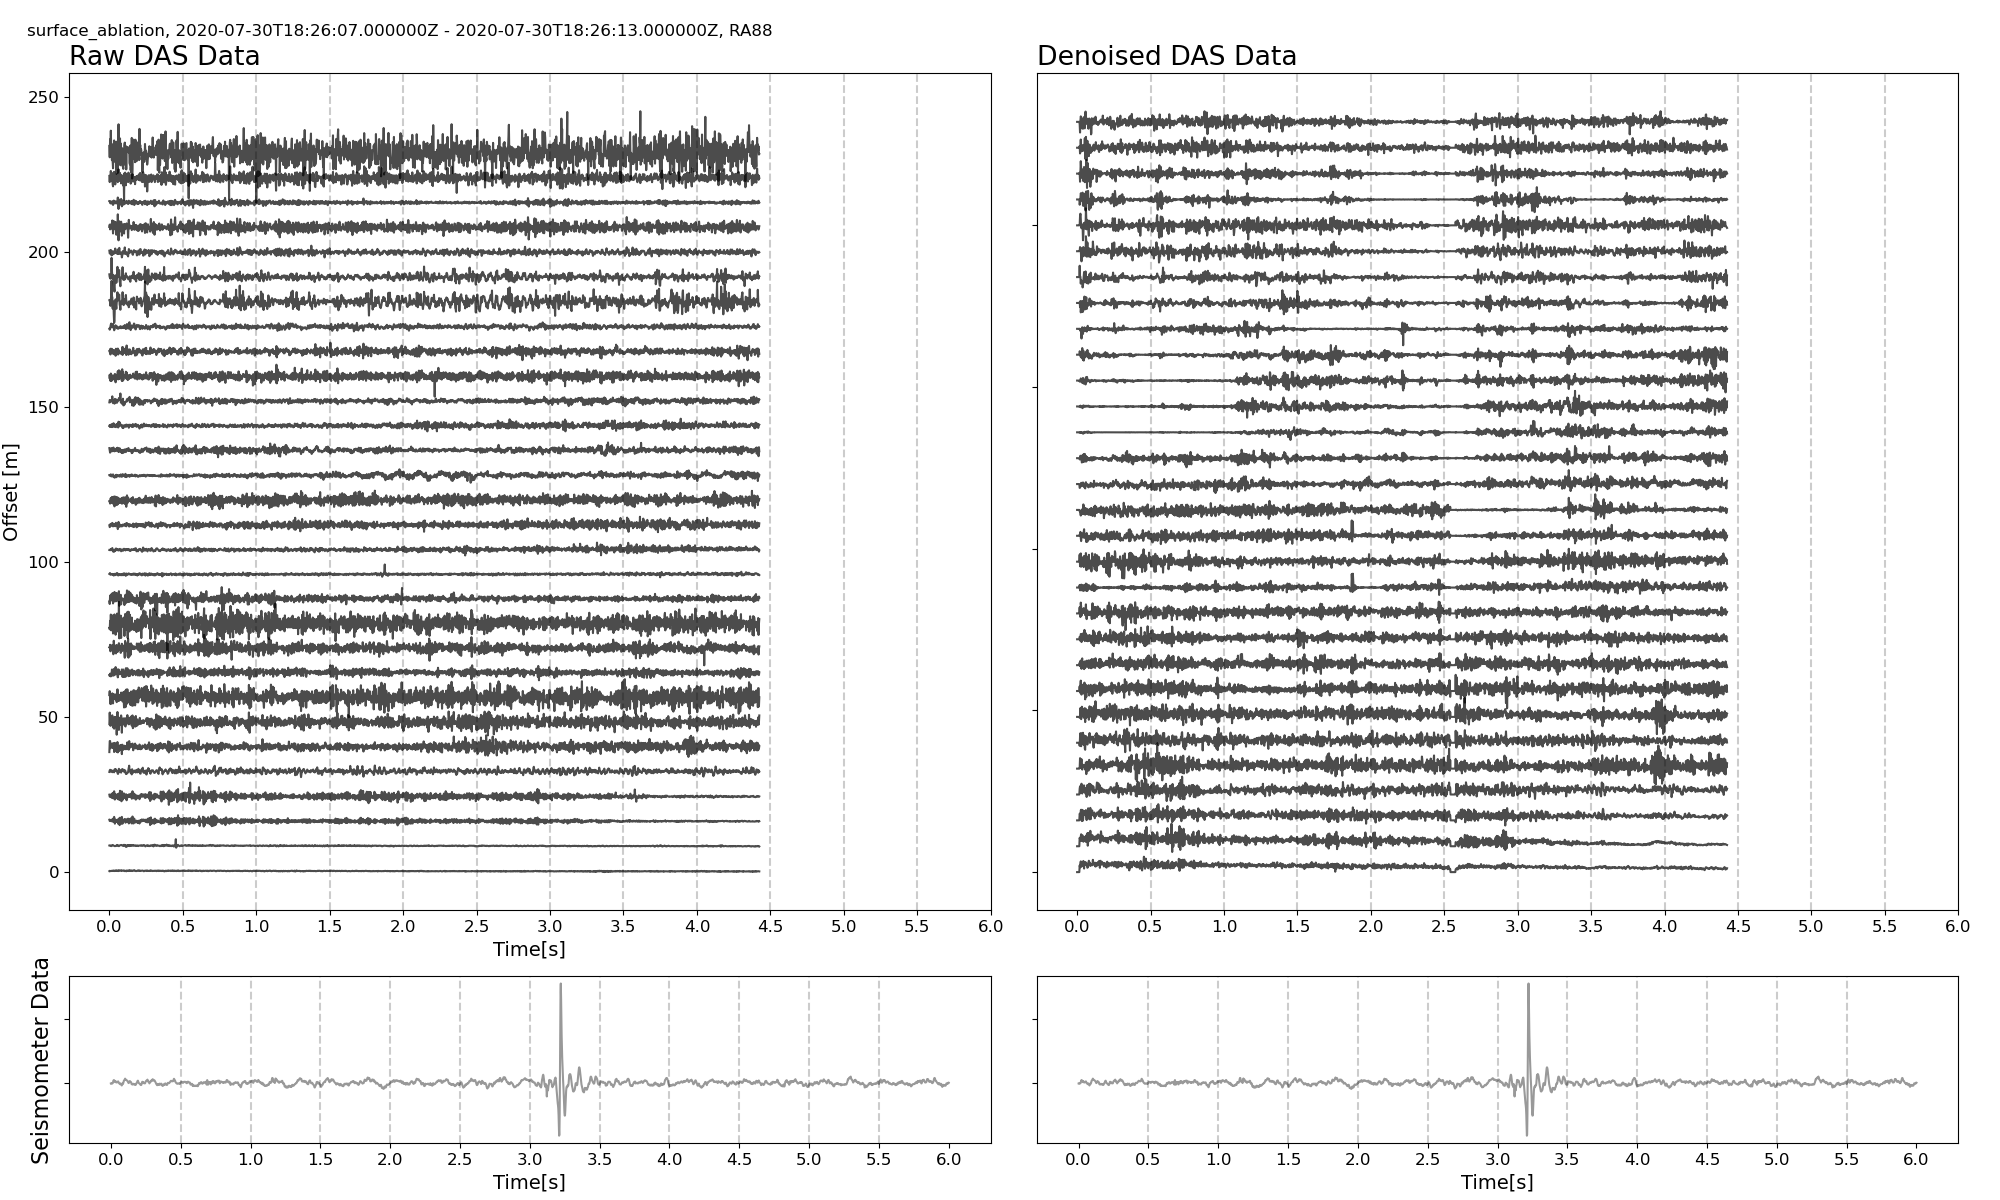 surface_ablation, 2020-07-30T18:26:07.000000Z - 2020-07-30T18:26:13.000000Z, RA88
Raw DAS Data
Denoised DAS Data
250
200
150
100
50
0
Offset [m]
0.0 0.5 1.0 1.5 2.0 2.5 3.0 3.5 4.0 4.5 5.0 5.5 6.0
Time[s]
0.0 0.5 1.0 1.5 2.0 2.5 3.0 3.5 4.0 4.5 5.0 5.5 6.0
Seismometer Data
0.0 0.5 1.0 1.5 2.0 2.5 3.0 3.5 4.0 4.5 5.0 5.5 6.0
Time[s]
0.0 0.5 1.0 1.5 2.0 2.5 3.0 3.5 4.0 4.5 5.0 5.5 6.0
Time[s]